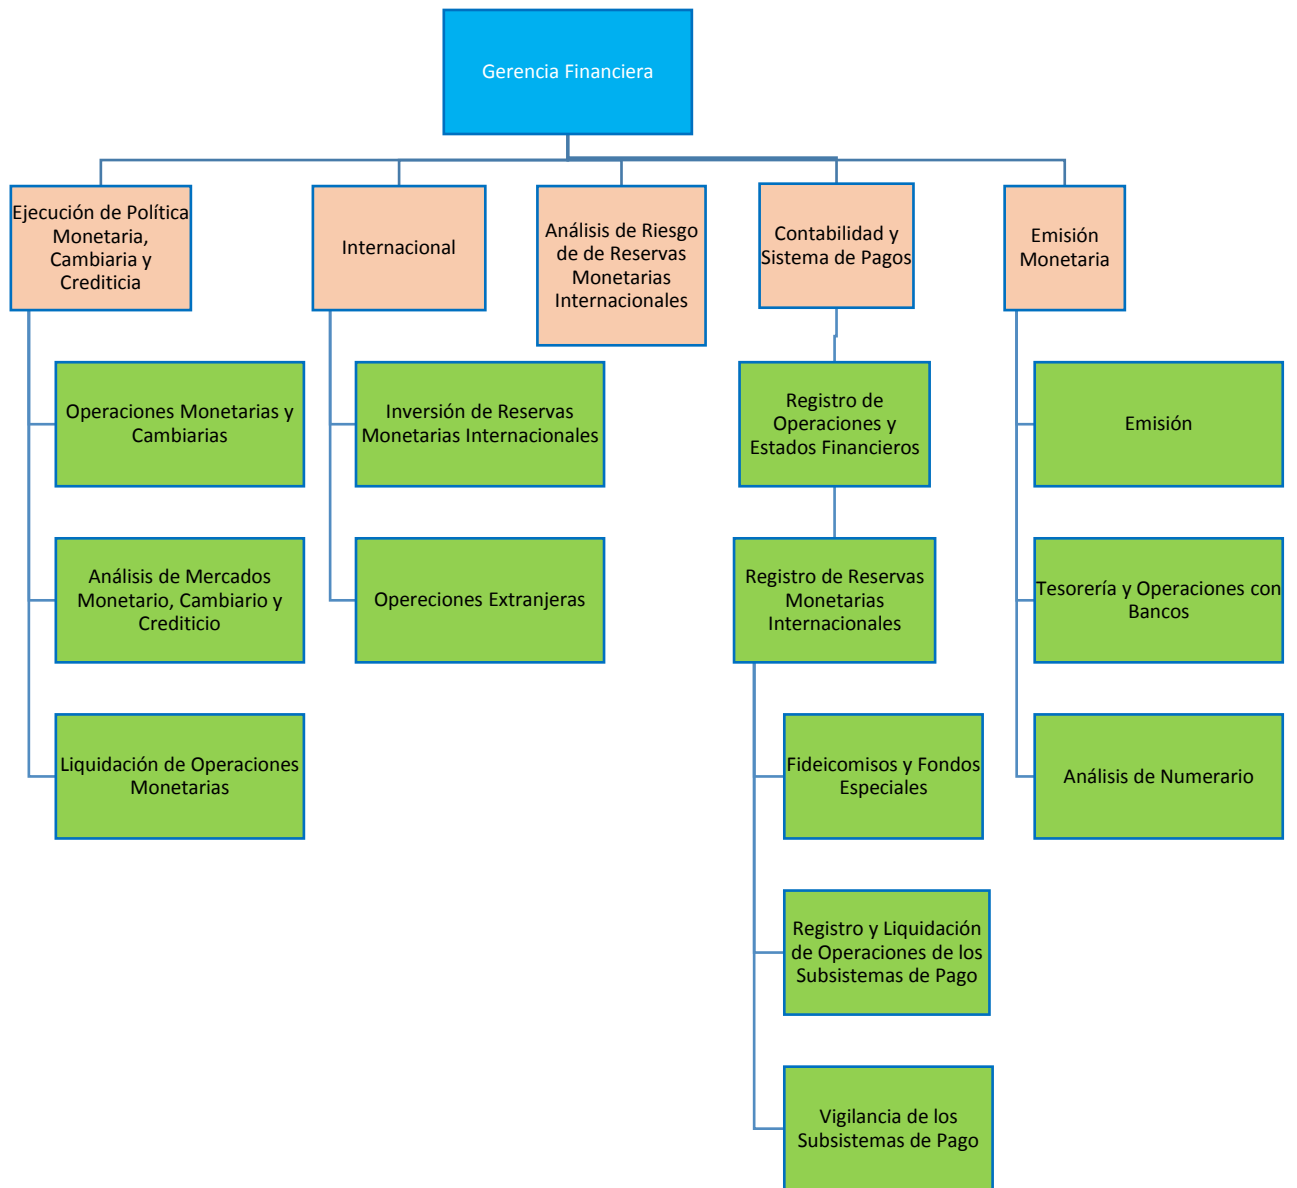 Gerencia Financiera
Ejecución de Política
Monetaria,
Cambiaria y
Crediticia
Internacional
Análisis de Riesgo
de de Reservas
Monetarias
Internacionales
Contabilidad y
Sistema de Pagos
Emisión
Monetaria
Operaciones Monetarias y
Cambiarias
Inversión de Reservas
Monetarias Internacionales
Registro de
Operaciones y
Estados Financieros
Emisión
Análisis de Mercados
Monetario, Cambiario y
Crediticio
Opereciones Extranjeras
Registro de Reservas
Monetarias
Internacionales
Tesorería y Operaciones con
Bancos
Liquidación de Operaciones
Monetarias
Fideicomisos y Fondos
Especiales
Análisis de Numerario
Registro y Liquidación
de Operaciones de los
Subsistemas de Pago
Vigilancia de los
Subsistemas de Pago